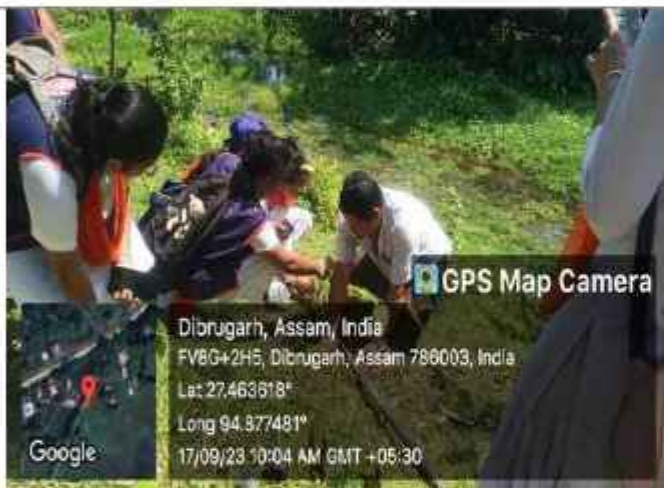 GPS Map Camera
Dibrugarh, Assam, India
FV8G+2H5, Dibrugarh, Assam 786003, India
Lat 27.463618°
Long 94.877481°
17/09/23 10:04 AM GMT +05:30
Google